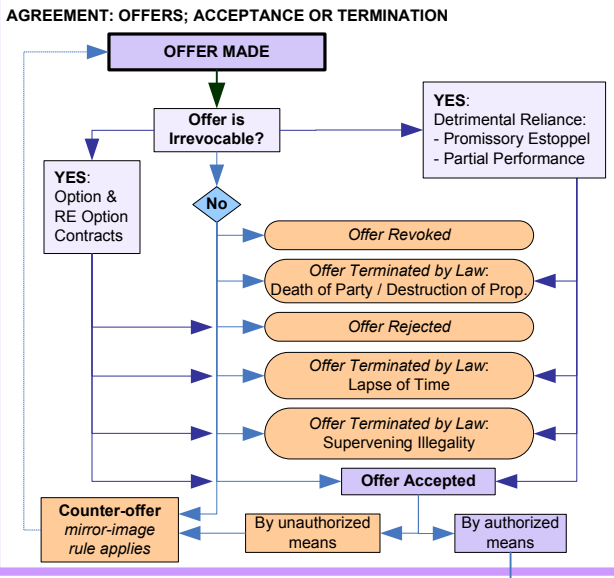 AGREEMENT: OFFERS; ACCEPTANCE OR TERMINATION
OFFER MADE
Offer is
Irrevocable?
YES:
Detrimental Reliance:
- Promissory Estoppel
- Partial Performance
YES:
Option &
RE Option
Contracts
No
Offer Revoked
Offer Terminated by Law:
Death of Party / Destruction of Prop.
Offer Rejected
Offer Terminated by Law:
Lapse of Time
Offer Terminated by Law:
Supervening Illegality
Offer Accepted
Counter-offer
mirror-image
rule applies
By unauthorized
means
By authorized
means